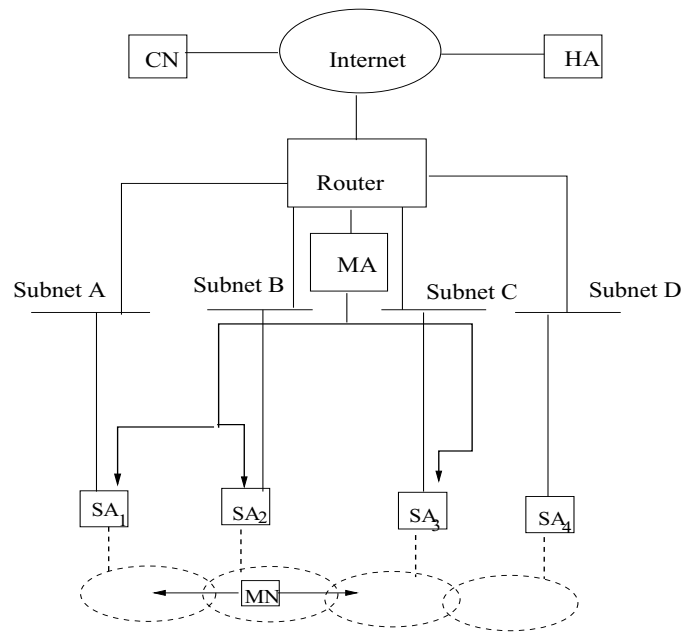 CN
Internet
HA
Router
MA
Subnet A
Subnet B
Subnet C
Subnet D
SA1
SA2
SA3
SA4
MN